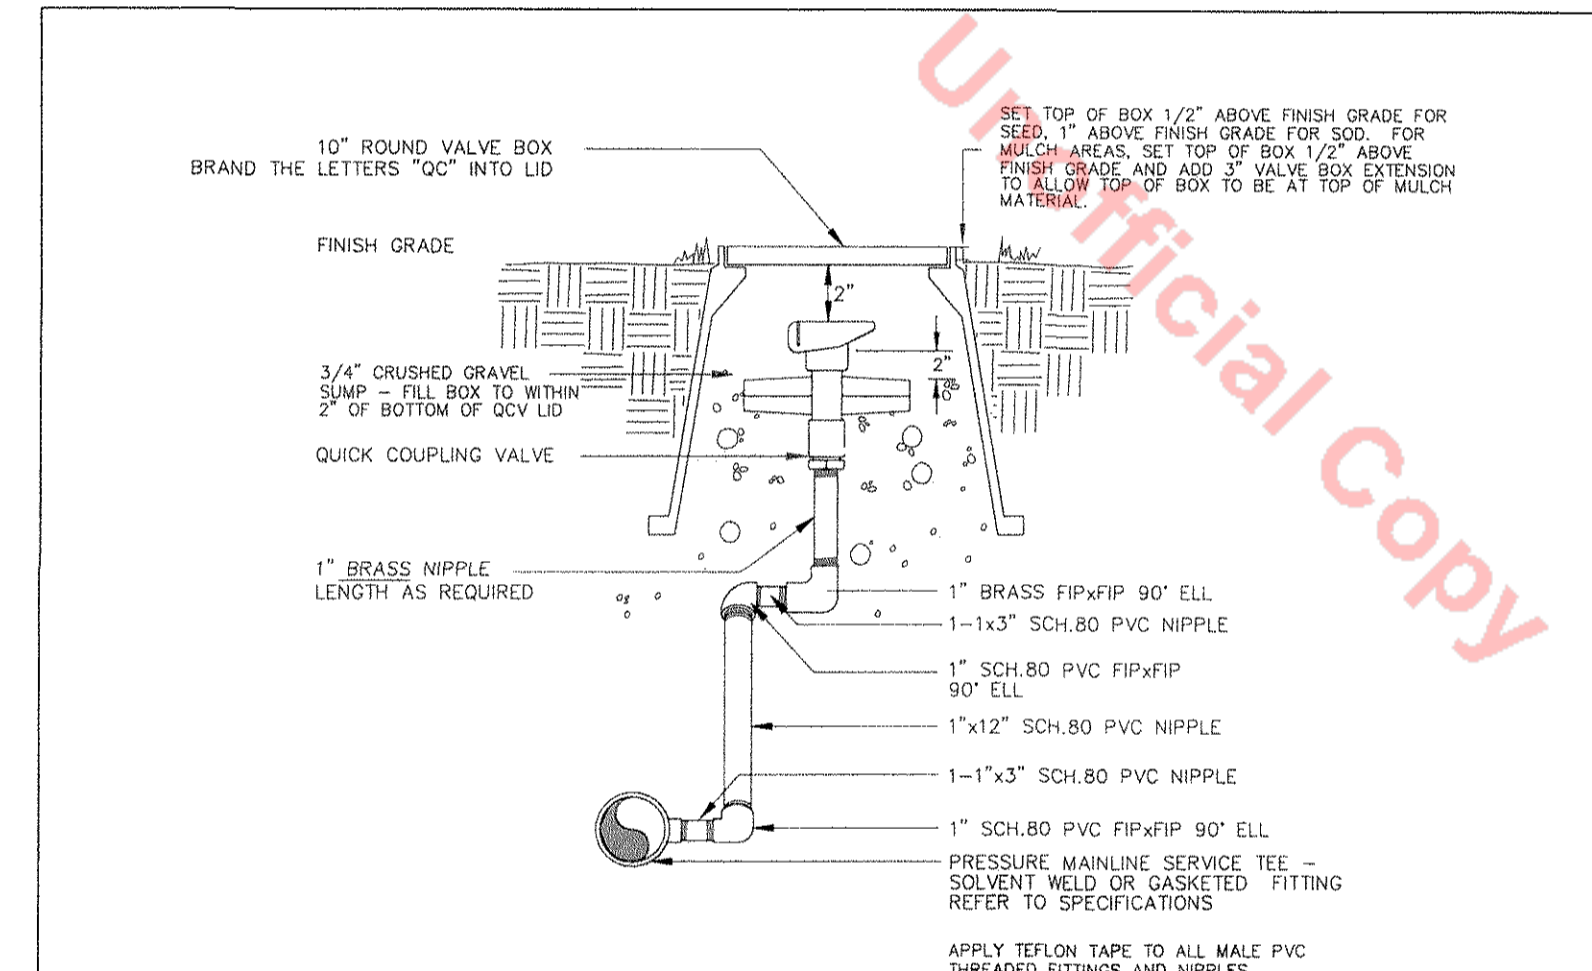 10" ROUND VALVE BOX
BRAND THE LETTERS "QC" INTO LID
SET TOP OF BOX 1/2" ABOVE FINISH GRADE FOR
SEED, 1" ABOVE FINISH GRADE FOR SOD. FOR
MULCH AREAS, SET TOP OF BOX 1/2" ABOVE
FINISH GRADE AND ADD 3" VALVE BOX EXTENSION
TO ALLOW TOP OF BOX TO BE AT TOP OF MULCH
MATERIAL.
FINISH GRADE
2"
2"
3/4" CRUSHED GRAVEL
SUMP – FILL BOX TO WITHIN
2" OF BOTTOM OF QCV LID
QUICK COUPLING VALVE
1" BRASS NIPPLE
LENGTH AS REQUIRED
1" BRASS FIPxFIP 90° ELL
1-1x3" SCH.80 PVC NIPPLE
1" SCH.80 PVC FIPxFIP
90° ELL
1"x12" SCH.80 PVC NIPPLE
1-1"x3" SCH.80 PVC NIPPLE
1" SCH.80 PVC FIPxFIP 90° ELL
PRESSURE MAINLINE SERVICE TEE –
SOLVENT WELD OR GASKETED FITTING
REFER TO SPECIFICATIONS
APPLY TEFLON TAPE TO ALL MALE PVC
THREADED FITTINGS AND NIPPLES
Unofficial Copy